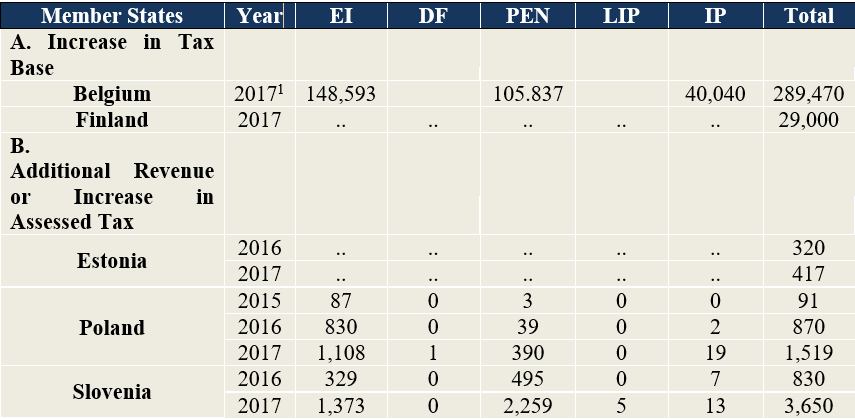 Member States Year EI DF PEN LIP IP Total
A. Increase in Tax
Base
Belgium 2017¹ 148,593 105.837 40,040 289,470
Finland 2017 .. .. .. .. .. 29,000
B.
Additional Revenue
or Increase in
Assessed Tax
Estonia
2016 .. .. .. .. .. 320
2017 .. .. .. .. .. 417
Poland
2015 87 0 3 0 0 91
2016 830 0 39 0 2 870
2017 1,108 1 390 0 19 1,519
Slovenia
2016 329 0 495 0 7 830
2017 1,373 0 2,259 5 13 3,650